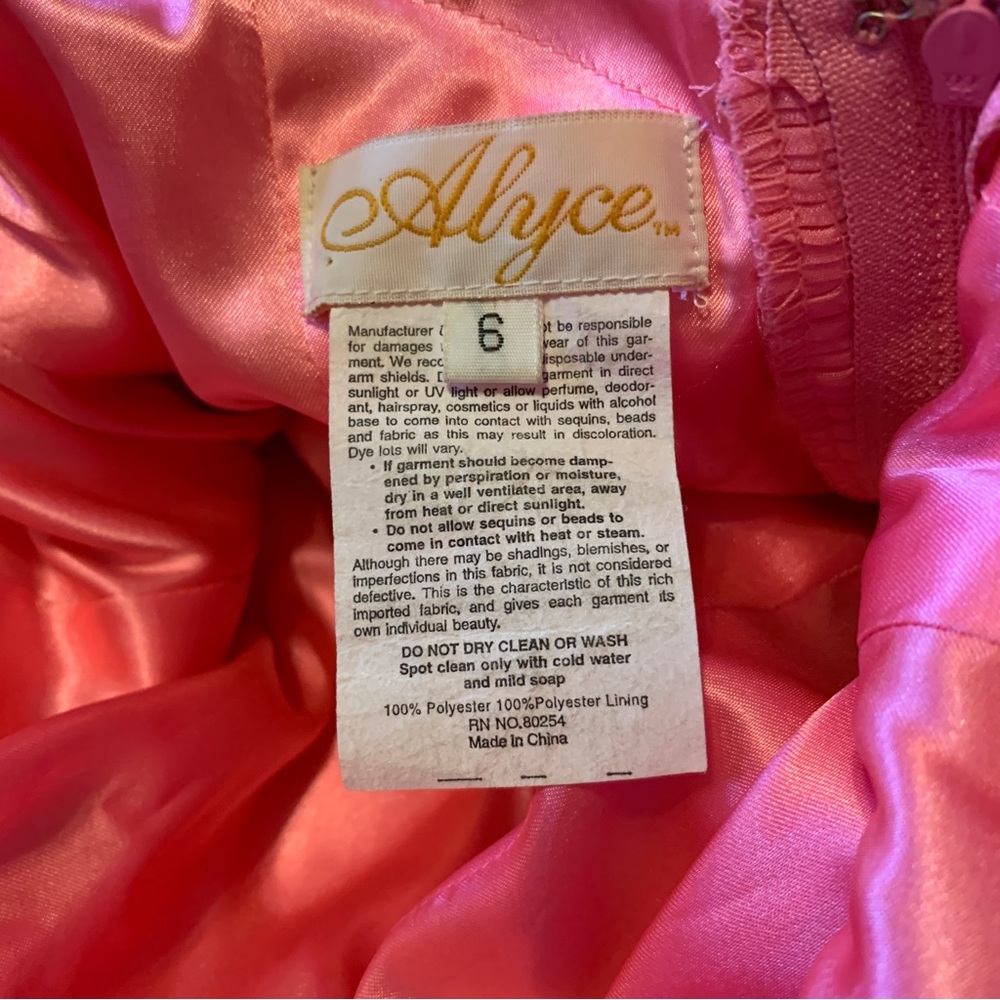 Alyce™
6
Manufacturer be responsible
for damages wear of this gar-
ment. We disposable under-
arm shields. garment in direct
sunlight or UV light or allow perfume, deodor-
ant, hairspray, cosmetics or liquids with alcohol
base to come into contact with sequins, beads
and fabric as this may result in discoloration.
Dye lots will vary.
• If garment should become damp-
ened by perspiration or moisture,
dry in a well ventilated area, away
from heat or direct sunlight.
• Do not allow sequins or beads to
come in contact with heat or steam.
Although there may be shadings, blemishes, or
imperfections in this fabric, it is not considered
defective. This is the characteristic of this rich
imported fabric, and gives each garment its
own individual beauty.
DO NOT DRY CLEAN OR WASH
Spot clean only with cold water
and mild soap
100% Polyester 100%Polyester Lining
RN NO.80254
Made In China